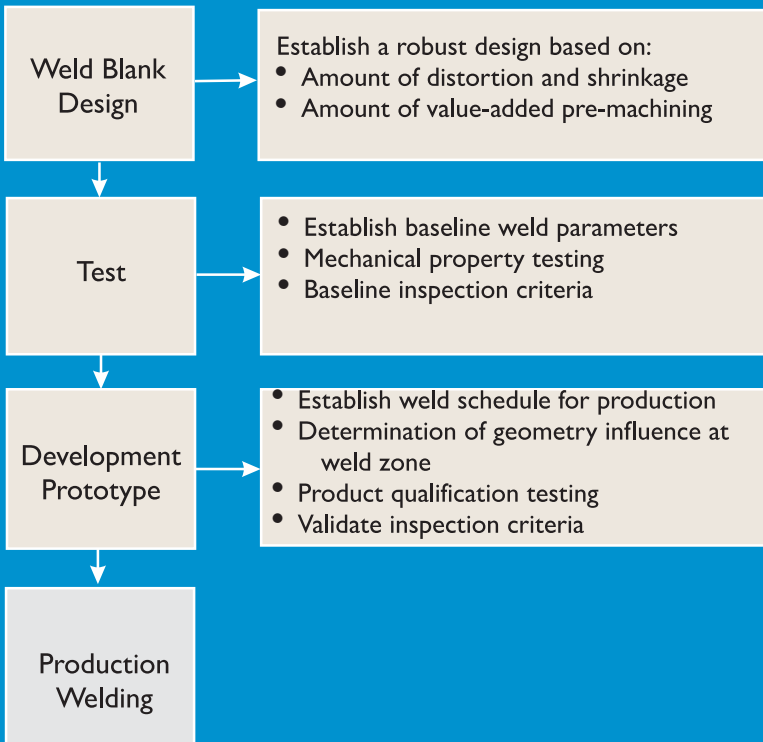 Weld Blank
Design
Establish a robust design based on:
• Amount of distortion and shrinkage
• Amount of value-added pre-machining
Test
• Establish baseline weld parameters
• Mechanical property testing
• Baseline inspection criteria
Development
Prototype
• Establish weld schedule for production
• Determination of geometry influence at
weld zone
• Product qualification testing
• Validate inspection criteria
Production
Welding